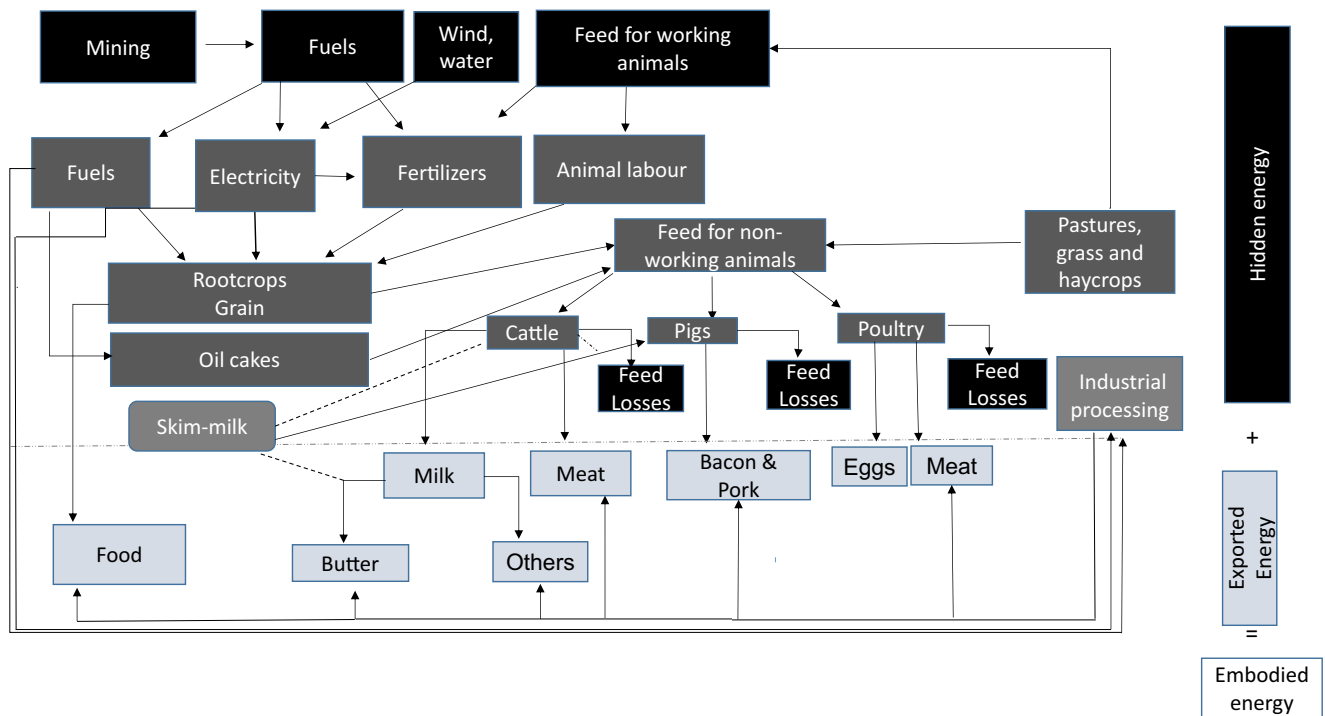 Mining
Fuels
Wind,
water
Feed for working
animals
Fuels
Electricity
Fertilizers
Animal labour
Feed for non-
working animals
Pastures,
grass and
haycrops
Rootcrops
Grain
Oil cakes
Cattle
Pigs
Poultry
Feed
Losses
Feed
Losses
Feed
Losses
Industrial
processing
Skim-milk
Milk
Meat
Bacon &
Pork
Eggs
Meat
Food
Butter
Others
Hidden energy
+
Exported
Energy
=
Embodied
energy